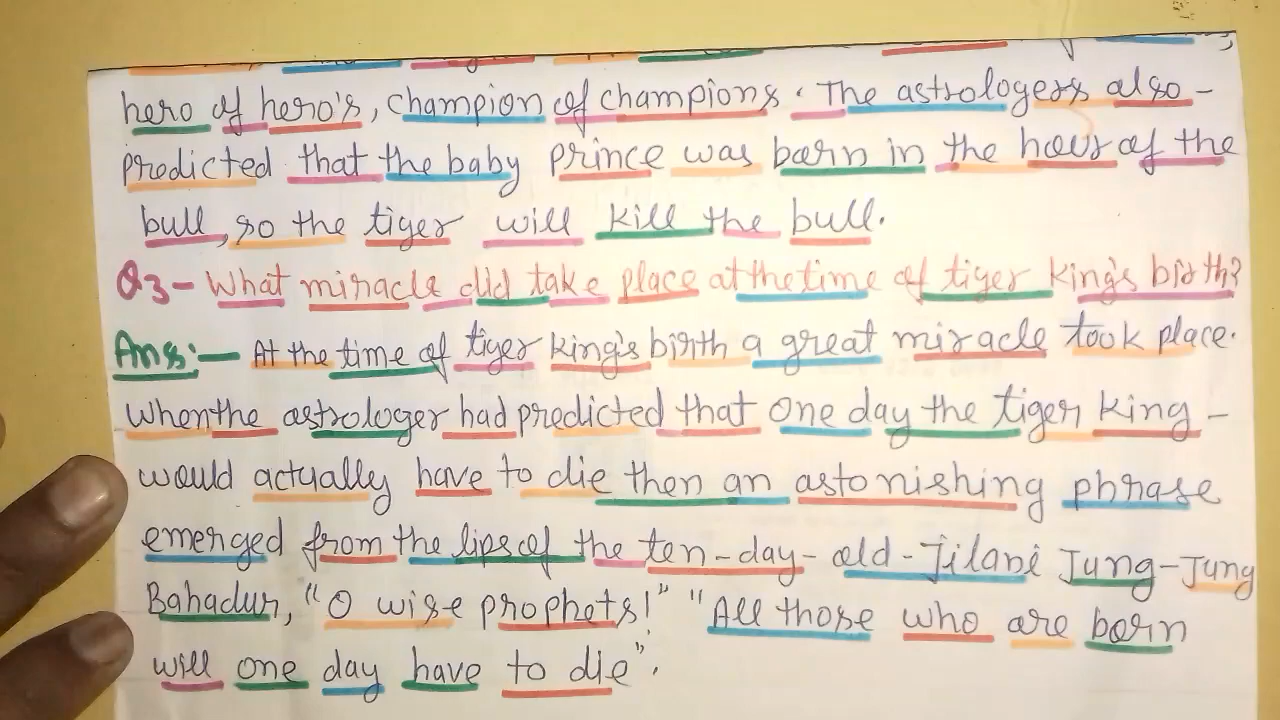 hero of hero's, champion of champions. The astrologers also -
predicted that the baby prince was born in the hour of the
bull, so the tiger will kill the bull.
Q3- What miracle did take place at the time of tiger king's birth?
Ans:- At the time of tiger king's birth a great miracle took place.
When the astrologer had predicted that one day the tiger king -
would actually have to die then an astonishing phrase
emerged from the lips of the ten-day-old-Jilani Jung-Jung
Bahadur, "O wise prophets!" "All those who are born
will one day have to die".